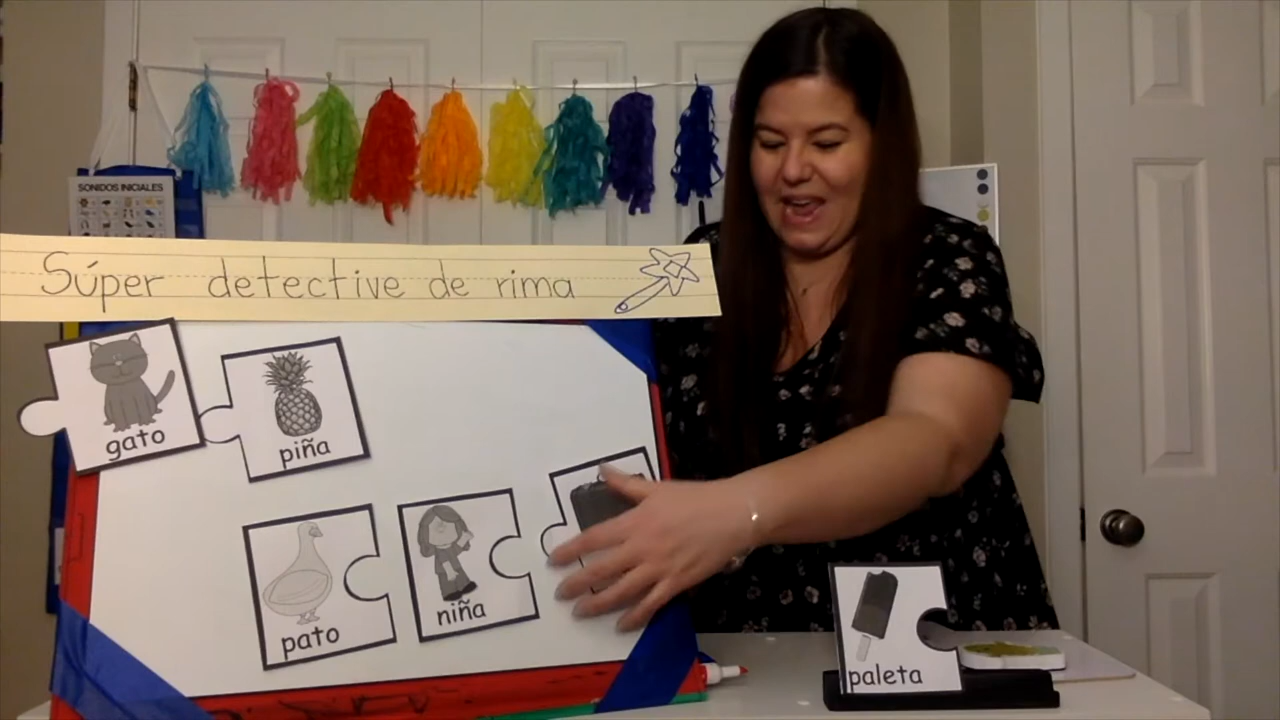 SONIDOS INICIALES
Súper detective de rima
gato
piña
pato
niña
paleta